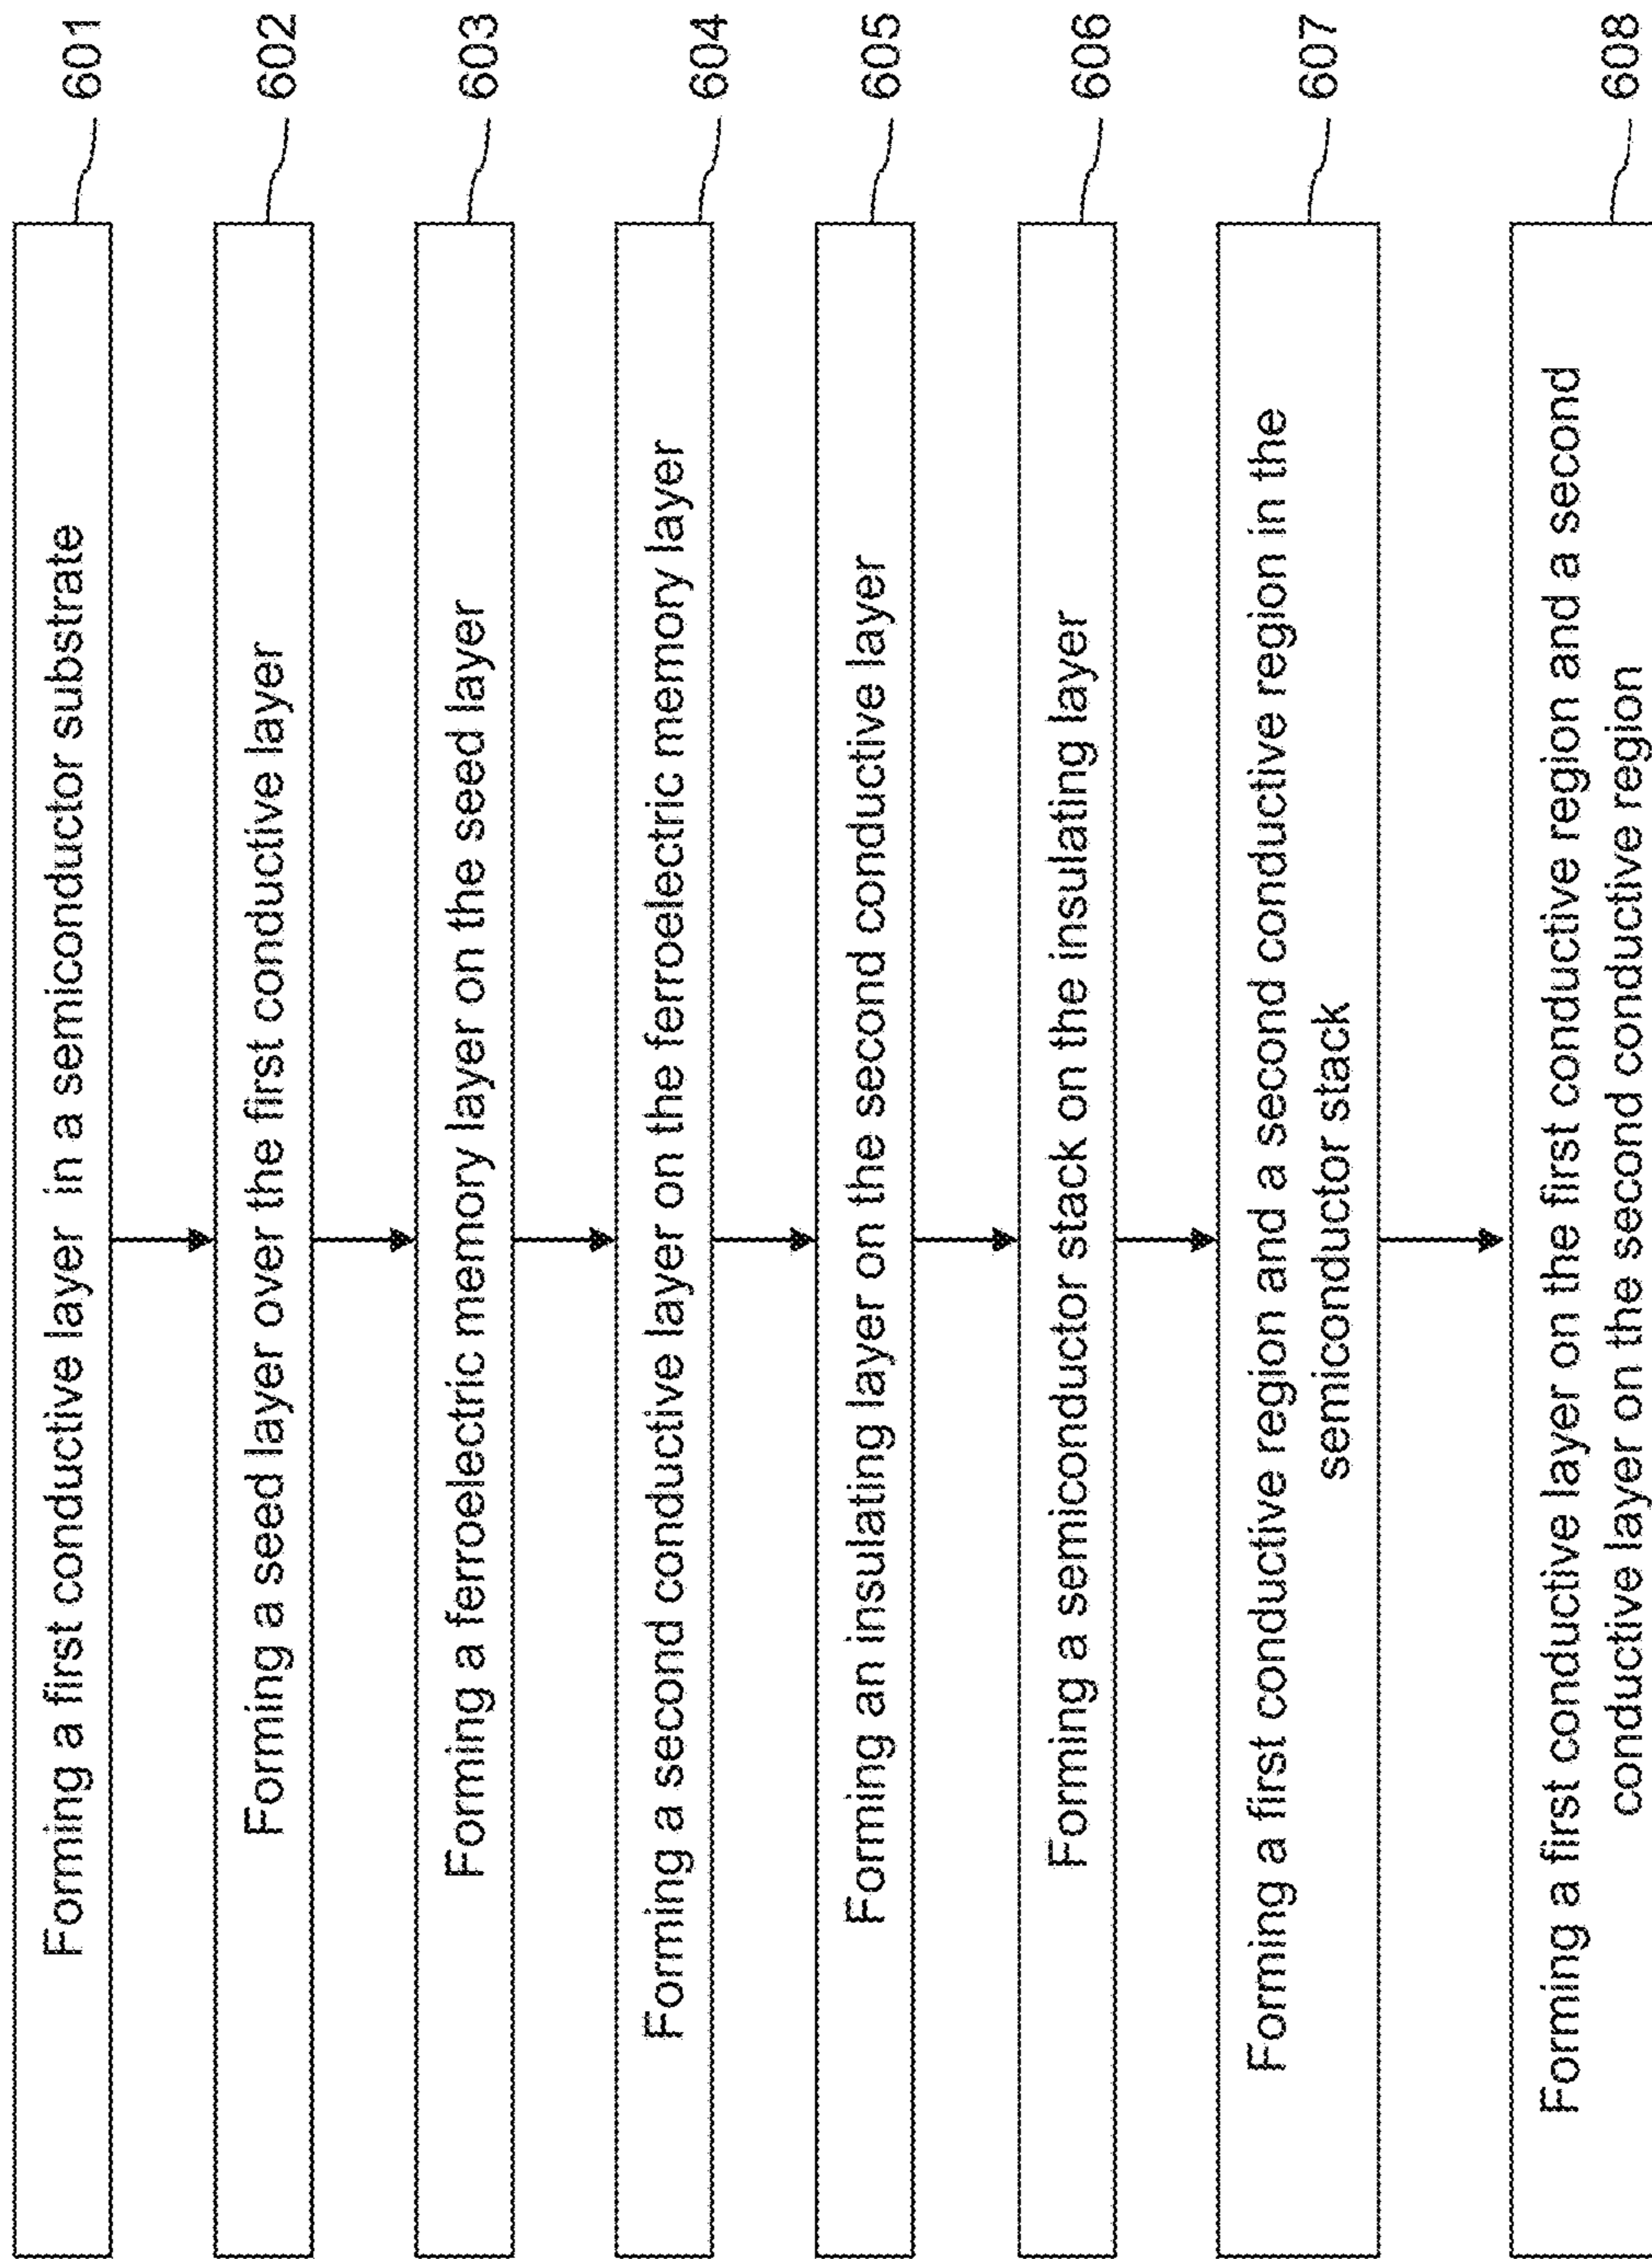 Forming a first conductive layer in a semiconductor substrate
601
Forming a seed layer over the first conductive layer
602
Forming a ferroelectric memory layer on the seed layer
603
Forming a second conductive layer on the ferroelectric memory layer
604
Forming an insulating layer on the second conductive layer
605
Forming a semiconductor stack on the insulating layer
606
Forming a first conductive region and a second conductive region in the
semiconductor stack
607
Forming a first conductive layer on the first conductive region and a second
conductive layer on the second conductive region
608